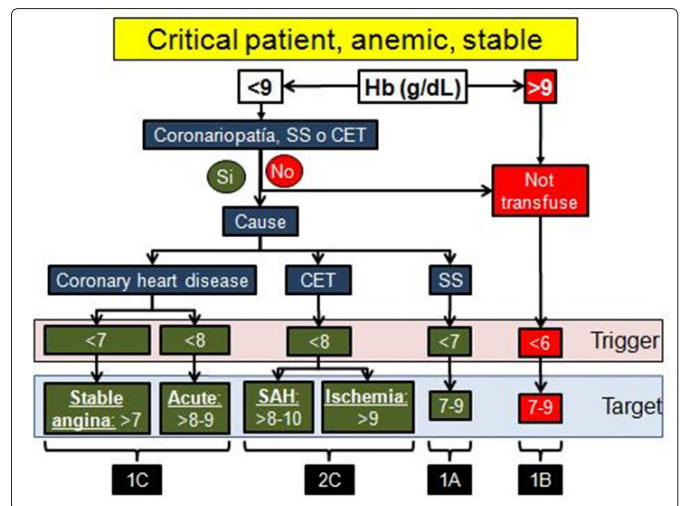 Critical patient, anemic, stable
<9
Hb (g/dL)
>9
Coronariopatía, SS o CET
Si
No
Not
transfuse
Cause
Coronary heart disease
CET
SS
<7
<8
<8
<7
<6
Trigger
Stable
angina: >7
Acute:
>8-9
SAH:
>8-10
Ischemia:
>9
7-9
7-9
Target
1C
2C
1A
1B